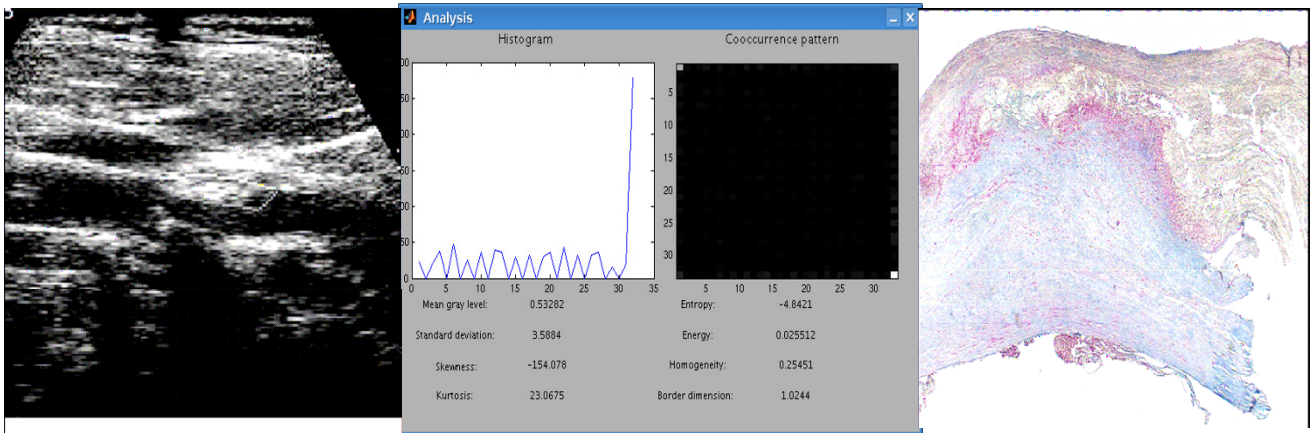 Analysis
Histogram Cooccurrence pattern
5
10
15
20
25
30
0 5 10 15 20 25 30 35
5 10 15 20 25 30
Mean gray level: 0.53282 Entropy: -4.8421
Standard deviation: 3.5884 Energy: 0.025512
Skewness: -154.078 Homogeneity: 0.25451
Kurtosis: 23.0675 Border dimension: 1.0244